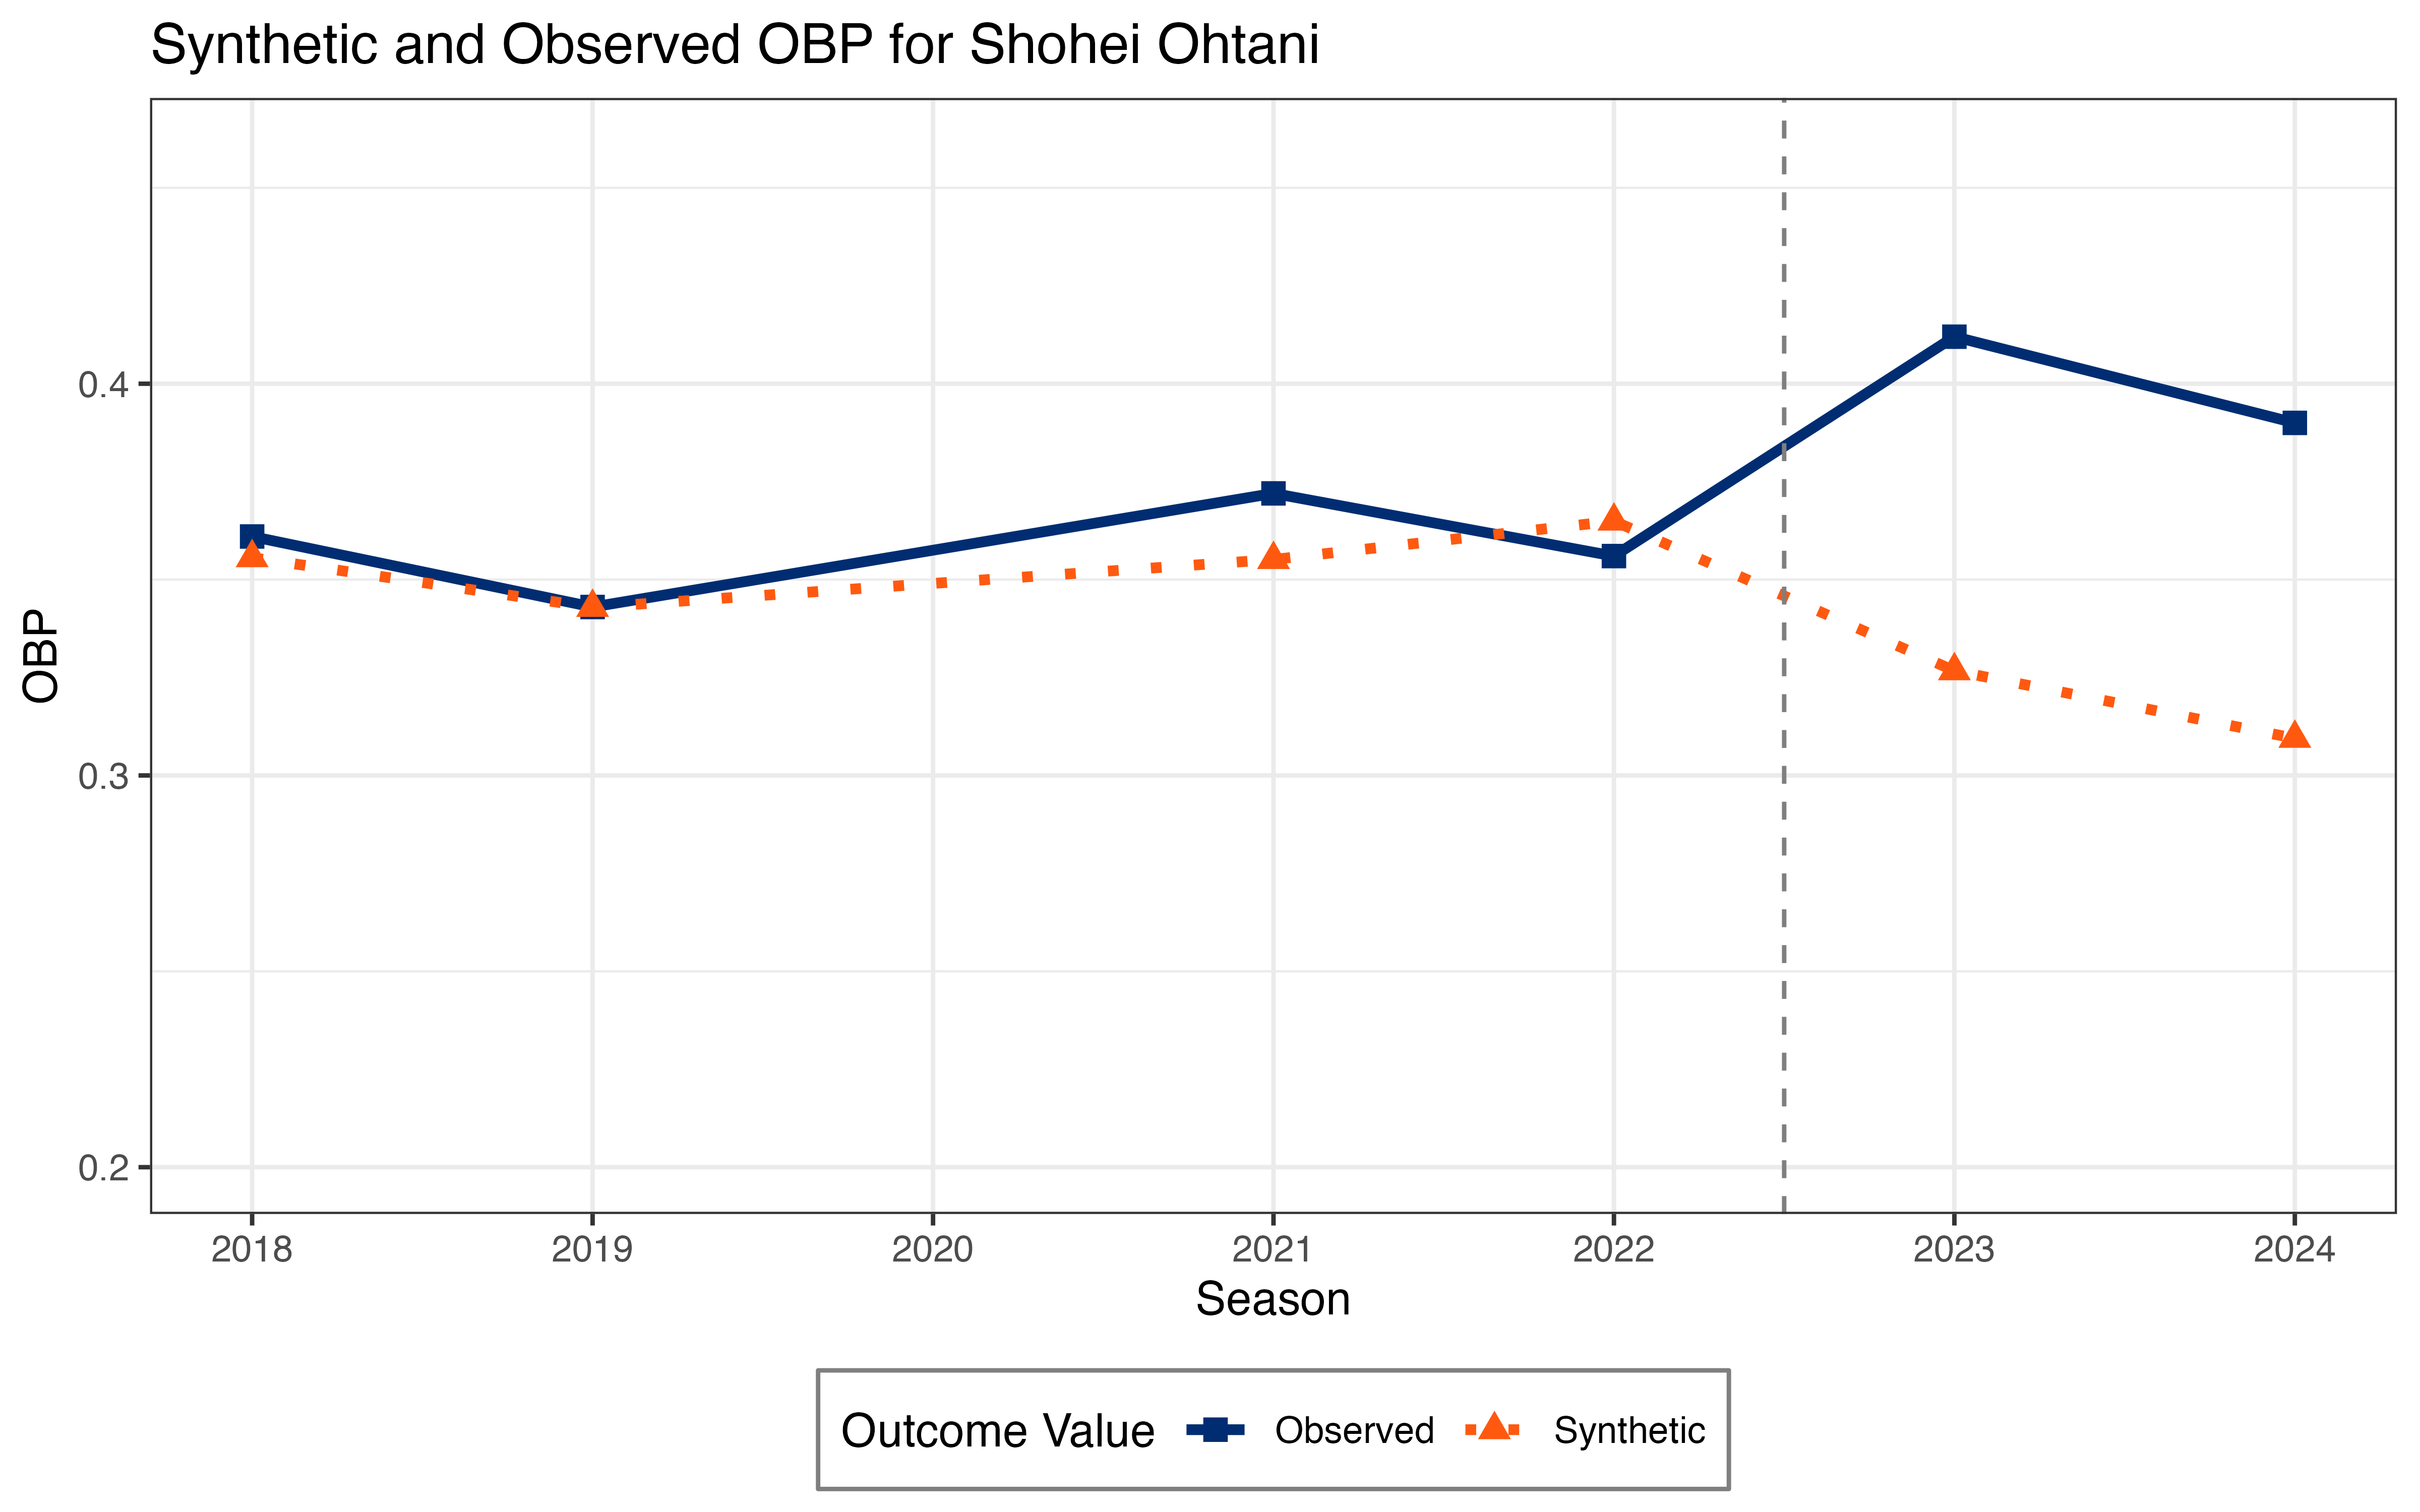 Synthetic and Observed OBP for Shohei Ohtani
OBP
0.4
0.3
0.2
2018 2019 2020 2021 2022 2023 2024
Season
Outcome Value Observed Synthetic